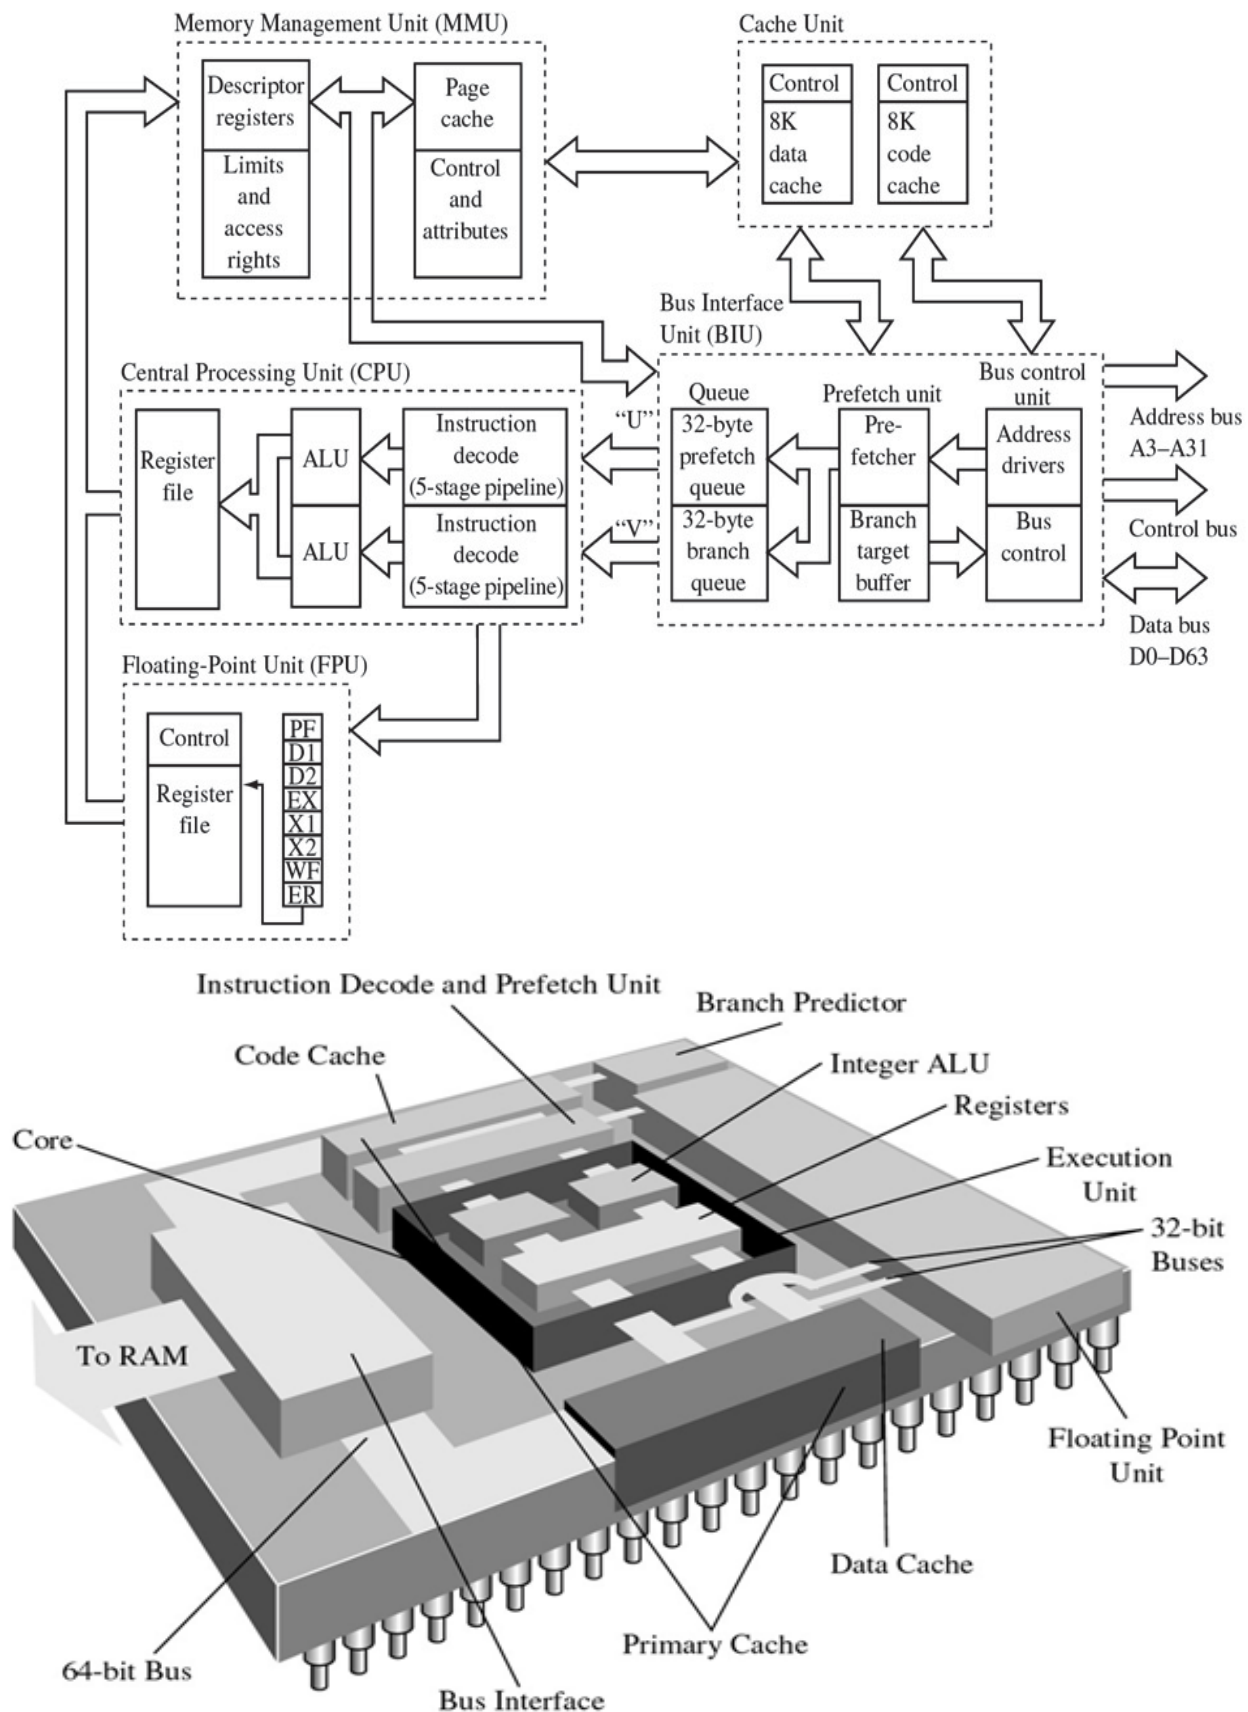 Memory Management Unit (MMU)
Cache Unit
Descriptor
registers
Limits
and
access
rights
Page
cache
Control
and
attributes
Control
8K
data
cache
Control
8K
code
cache
Bus Interface
Unit (BIU)
Central Processing Unit (CPU)
Register
file
ALU
ALU
Instruction
decode
(5-stage pipeline)
Instruction
decode
(5-stage pipeline)
“U”
“V”
Queue
32-byte
prefetch
queue
32-byte
branch
queue
Prefetch unit
Pre-
fetcher
Branch
target
buffer
Bus control
unit
Address
drivers
Bus
control
Address bus
A3–A31
Control bus
Data bus
D0–D63
Floating-Point Unit (FPU)
Control
Register
file
PF
D1
D2
EX
X1
X2
WF
ER
Instruction Decode and Prefetch Unit
Branch Predictor
Code Cache
Integer ALU
Registers
Core
Execution
Unit
32-bit
Buses
To RAM
Floating Point
Unit
Data Cache
Primary Cache
64-bit Bus
Bus Interface